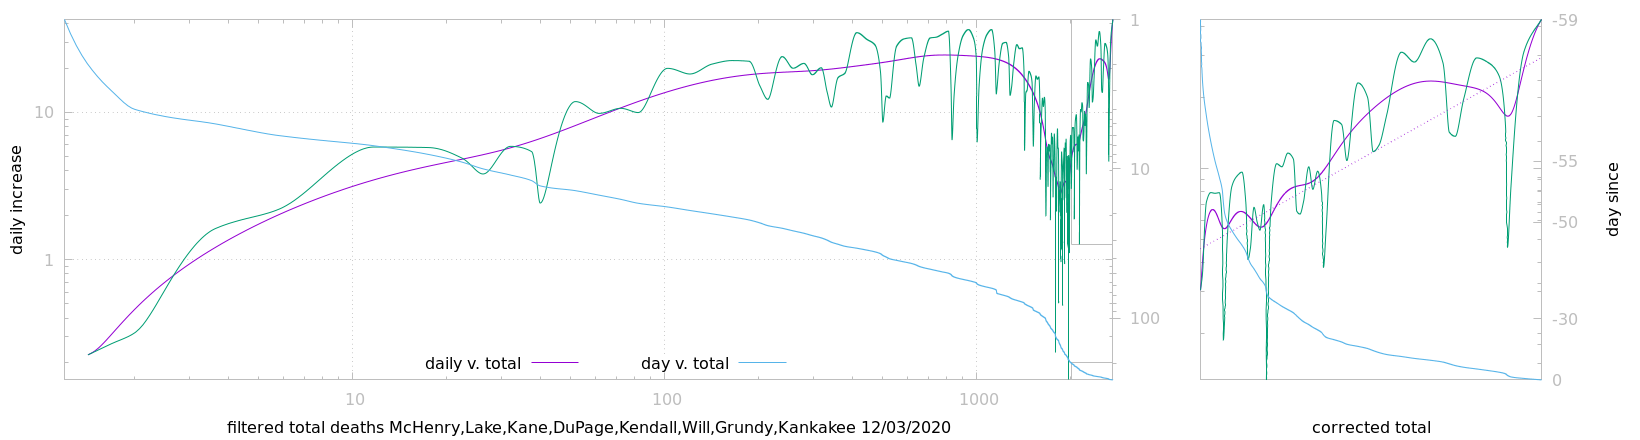 daily increase
10
1
daily v. total
day v. total
10
100
1000
1
10
100
filtered total deaths McHenry,Lake,Kane,DuPage,Kendall,Will,Grundy,Kankakee 12/03/2020
-59
-55
-50
-30
0
day since
corrected total